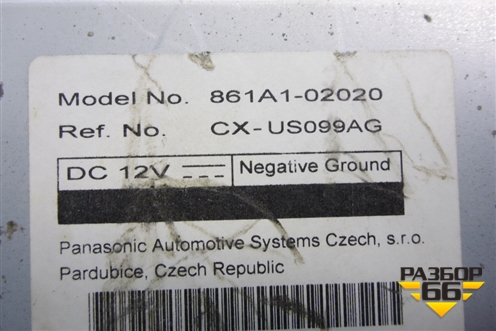 Model No. 861A1-02020
Ref. No. CX-US099AG
DC 12V
Negative Ground
Panasonic Automotive Systems Czech, s.r.o.
Pardubice, Czech Republic
РАЗБОР
66